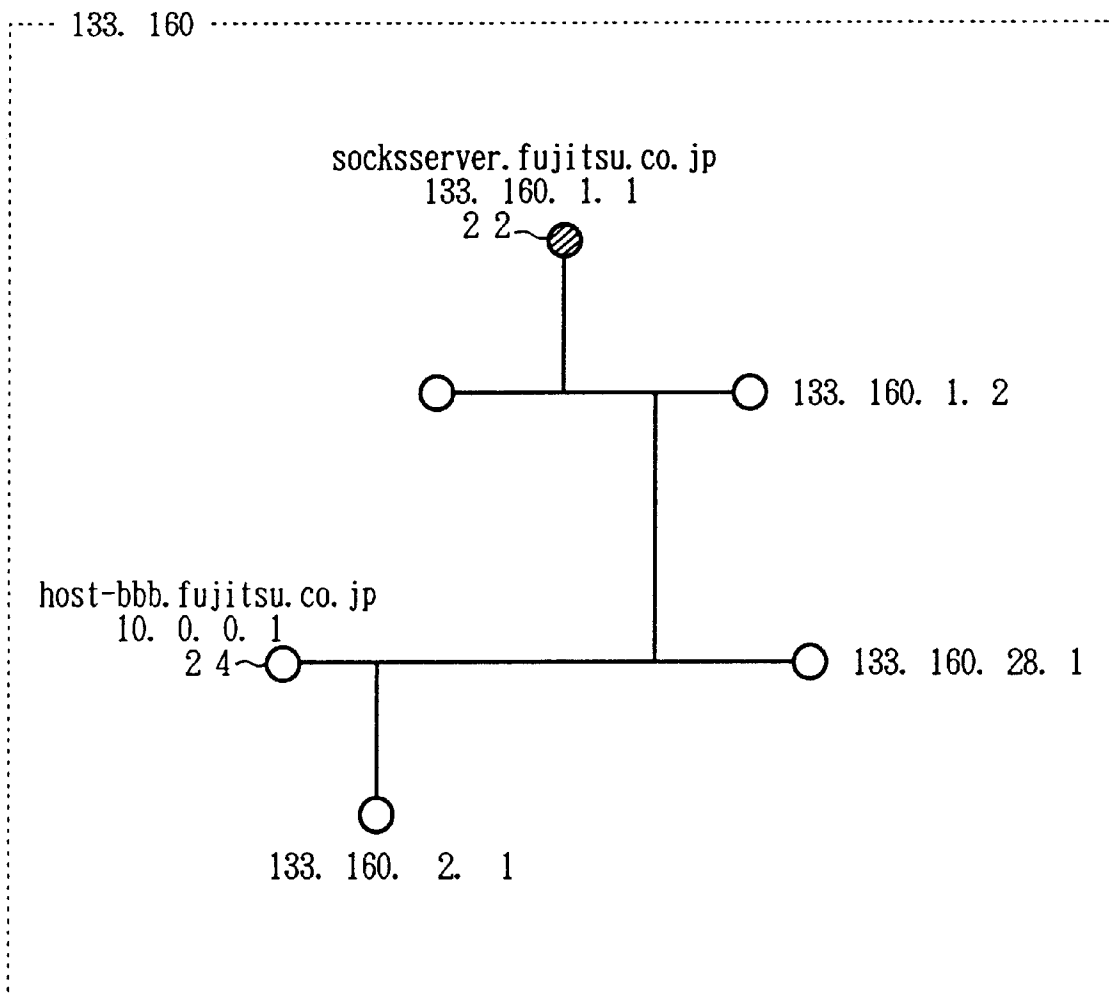 133. 160
socksserver.fujitsu.co.jp
133. 160. 1. 1
2 2
133. 160. 1. 2
host-bbb.fujitsu.co.jp
10. 0. 0. 1
2 4
133. 160. 28. 1
133. 160. 2. 1